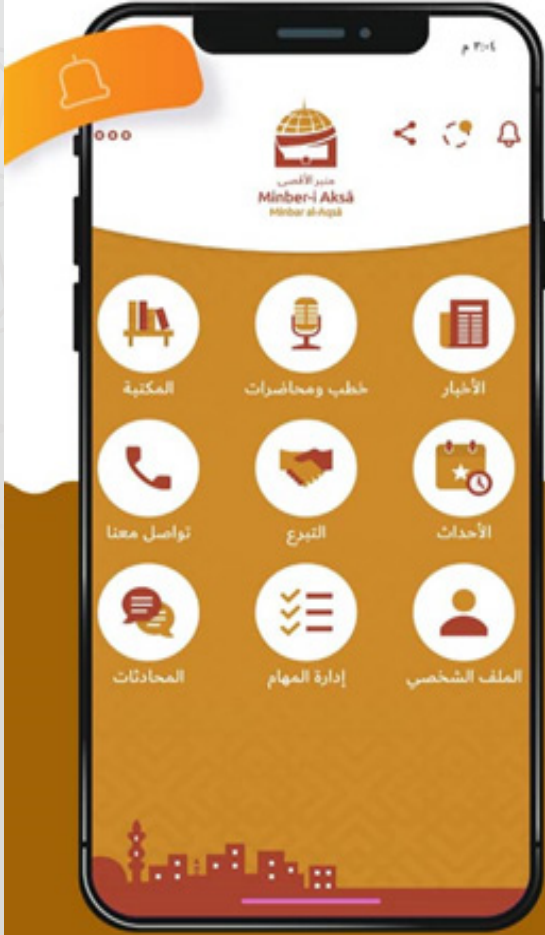 ٣:٠٤ م
منبر الأقصى
Minber-i Aksâ
Minbar al-Aqsâ
الأخبار
خطب ومحاضرات
المكتبة
الأحداث
التبرع
تواصل معنا
الملف الشخصي
إدارة المهام
المحادثات